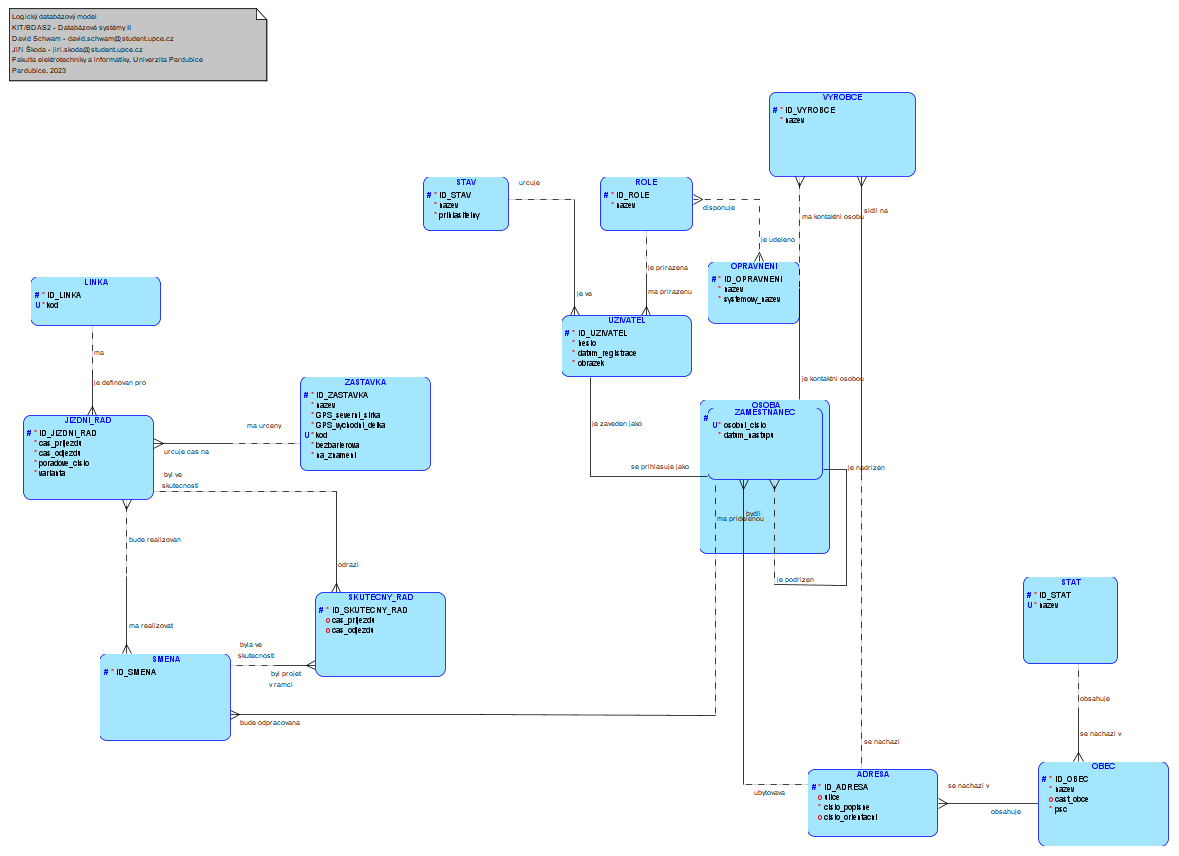 Logický databázový model
KIT/BDAS2 - Databázové systémy II
David Schwam - david.schwam@student.upce.cz
Jiří Škoda - jiri.skoda@student.upce.cz
Fakulta elektrotechniky a informatiky, Univerzita Pardubice
Pardubice, 2023
VYROBCE
# * ID_VYROBCE
* nazev
STAV
# * ID_STAV
* nazev
* prihlasitelny
urcuje
je ve
ROLE
# * ID_ROLE
* nazev
disponuje
je udeleno
ma kontaktni osobu
sidli na
je prirazena
ma prirazenu
OPRAVNENI
# * ID_OPRAVNENI
* nazev
* systemovy_nazev
LINKA
# * ID_LINKA
U * kod
ma
je definovan pro
UZIVATEL
# * ID_UZIVATEL
* heslo
* datum_registrace
* obrazek
je kontaktni osobou
ZASTAVKA
# * ID_ZASTAVKA
* nazev
* GPS_severni_sirka
* GPS_vychodni_delka
U * kod
* bezbarierova
* na_znameni
JIZDNI_RAD
# * ID_JIZDNI_RAD
* cas_prijezdu
* cas_odjezdu
* poradove_cislo
* varianta
ma urceny
urcuje cas na
byl ve
skutecnosti
odrazi
OSOBA
ZAMESTNANEC
#
U * osobni_cislo
* datum_nastupu
je zaveden jako
se prihlasuje jako
je nadrizen
bydli
ma pridelenou
je podrizen
bude realizovan
ma realizovat
SKUTECNY_RAD
# * ID_SKUTECNY_RAD
o cas_prijezdu
o cas_odjezdu
STAT
# * ID_STAT
U * nazev
SMENA
# * ID_SMENA
byla ve
skutecnosti
byl projet
v ramci
bude odpracovana
obsahuje
se nachazi v
se nachazi
ubytovava
ADRESA
# * ID_ADRESA
o ulice
* cislo_popisne
o cislo_orientacni
se nachazi v
obsahuje
OBEC
# * ID_OBEC
* nazev
o cast_obce
* psc